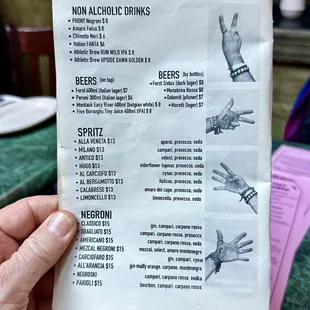 NON ALCHOLIC DRINKS
• PHONY Negroni $ 8
• Amaro Falso $ 8
• Chinotto Neri $ 4
• Italian FANTA $6
• Athletic Brew RUN WILD IPA $ 8
• Athletic Brew UPSIDE DAWN GOLDEN $ 8
BEERS (on tap)
• Forst 400ml (italian lager) $7
• Peroni 300ml (Italian lager) $6
• Montauk Easy Riser 400ml (belgian white) $ 8
• Five Boroughs Tiny Juice 400ml (IPA) $8
BEERS (by bottles)
• Forst Sixtus (dark lager) $8
• Menabrea Rossa $8
• Dolomiti (pilsner) $7
• Moretti (lager) $7
SPRITZ
• ALLA VENETA $13 aperol, prosecco, soda
• MILANO $13 campari, prosecco, soda
• ANTICO $13 select, prosecco, soda
• HUGO $13 elderflower liqueur, prosecco, soda
• AL CARCIOFO $13 cynar, prosecco, soda
• AL BERGAMOTTO $13 italicus, prosecco, soda
• CALABRESE $13 amaro del capo, prosecco, soda
• LIMONCELLO $13 limoncello, prosecco, soda
NEGRONI
• CLASSICO $15 gin, campari, carpano rosso
• SBAGLIATO $15 campari, carpano rosso, prosecco
• AMERICANO $15 campari, carpano rosso, soda
• MEZCAL NEGRONI $15 mezcal, select, amaro montenegro
• CARCIOFARO $15 gin, campari, cynar
• ALL'ARANCIA $15 gin malfy orange, campari, montenegro
• NEGROSKI campari, carpano rosso, vodka
• PARIOLI $15 bourbon, campari, carpano rosso